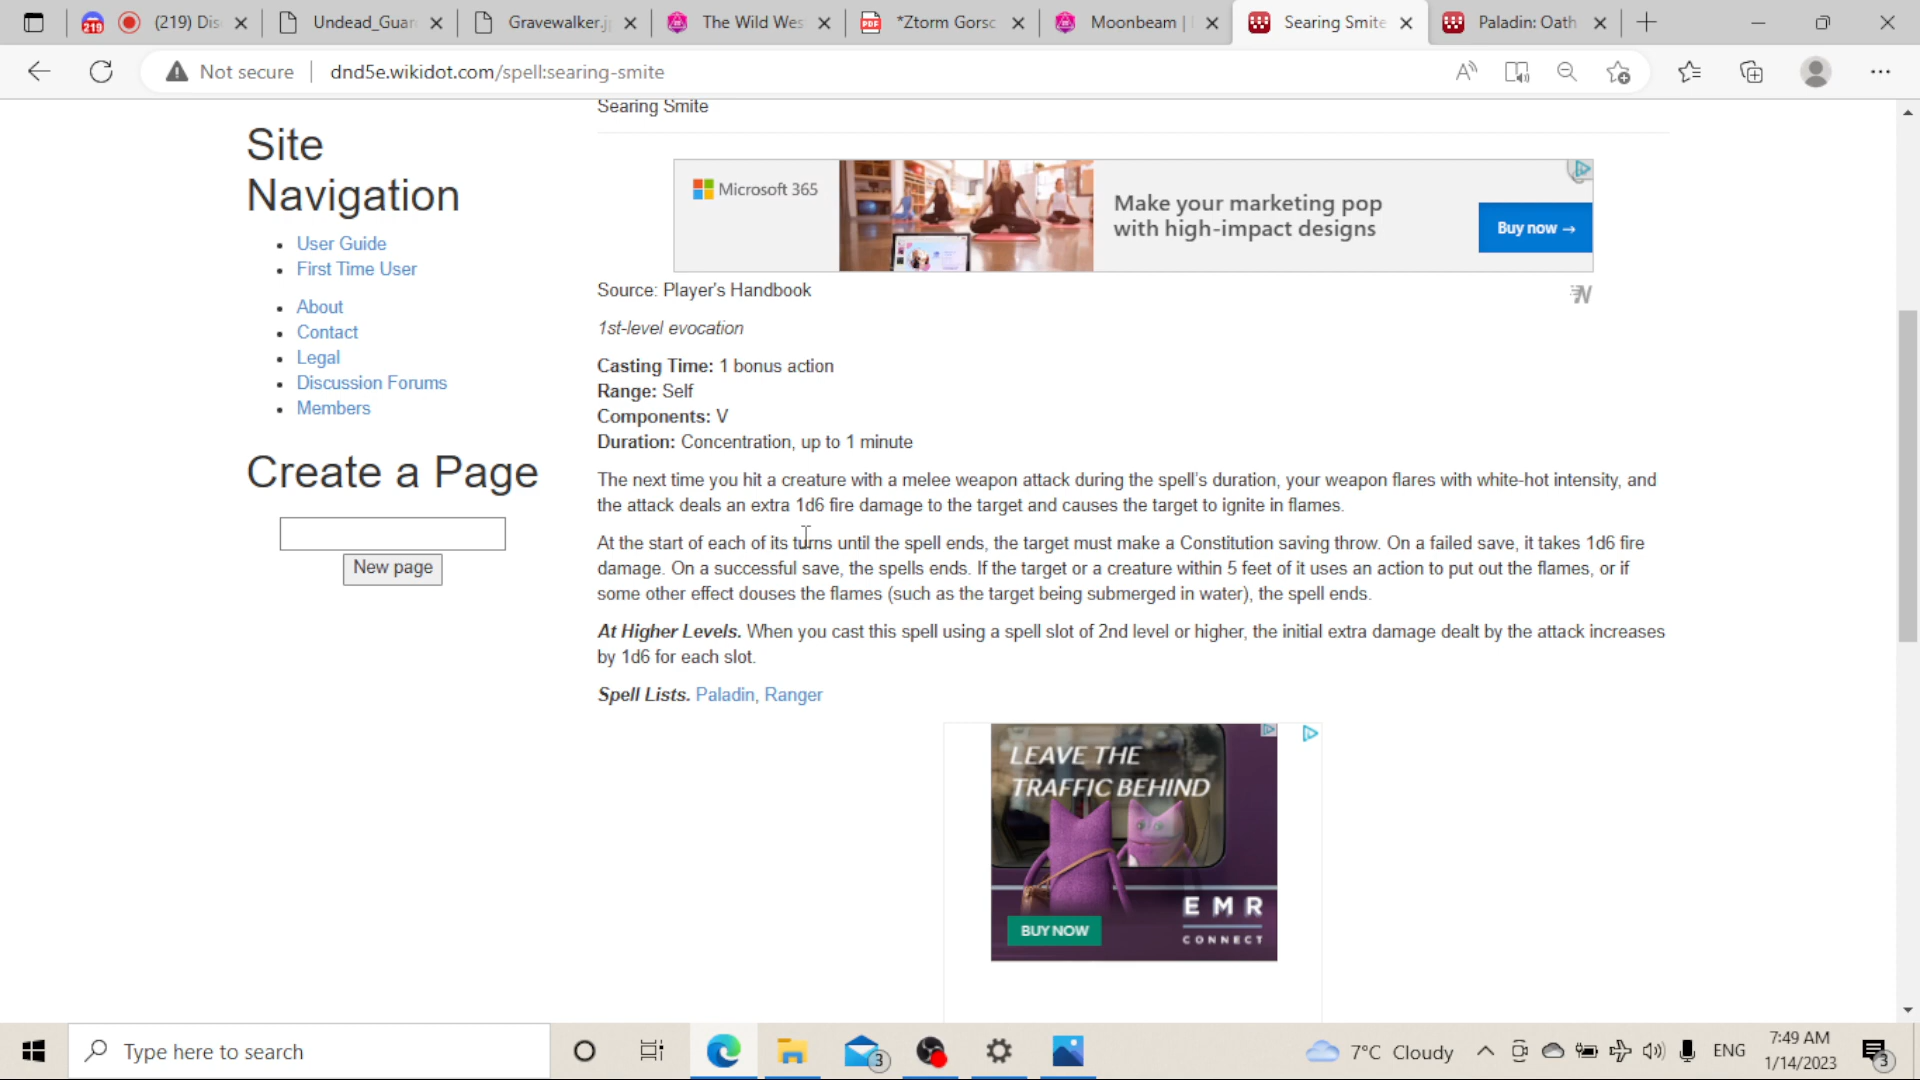 219
(219) Dis
Undead_Guar
Gravewalker.j
The Wild Wes
PDF
*Ztorm Gorsc
Moonbeam |
Searing Smite
Paladin: Oath
Not secure
dnd5e.wikidot.com/spell:searing-smite
Searing Smite
Site
Navigation
User Guide
First Time User
About
Contact
Legal
Discussion Forums
Members
Create a Page
New page
Microsoft 365
Make your marketing pop
with high-impact designs
Buy now →
Source: Player's Handbook
1st-level evocation
Casting Time: 1 bonus action
Range: Self
Components: V
Duration: Concentration, up to 1 minute
The next time you hit a creature with a melee weapon attack during the spell's duration, your weapon flares with white-hot intensity, and
the attack deals an extra 1d6 fire damage to the target and causes the target to ignite in flames.
At the start of each of its turns until the spell ends, the target must make a Constitution saving throw. On a failed save, it takes 1d6 fire
damage. On a successful save, the spells ends. If the target or a creature within 5 feet of it uses an action to put out the flames, or if
some other effect douses the flames (such as the target being submerged in water), the spell ends.
At Higher Levels. When you cast this spell using a spell slot of 2nd level or higher, the initial extra damage dealt by the attack increases
by 1d6 for each slot.
Spell Lists. Paladin, Ranger
LEAVE THE
TRAFFIC BEHIND
EMR
CONNECT
BUY NOW
Type here to search
3
7°C Cloudy
ENG
7:49 AM
1/14/2023
3